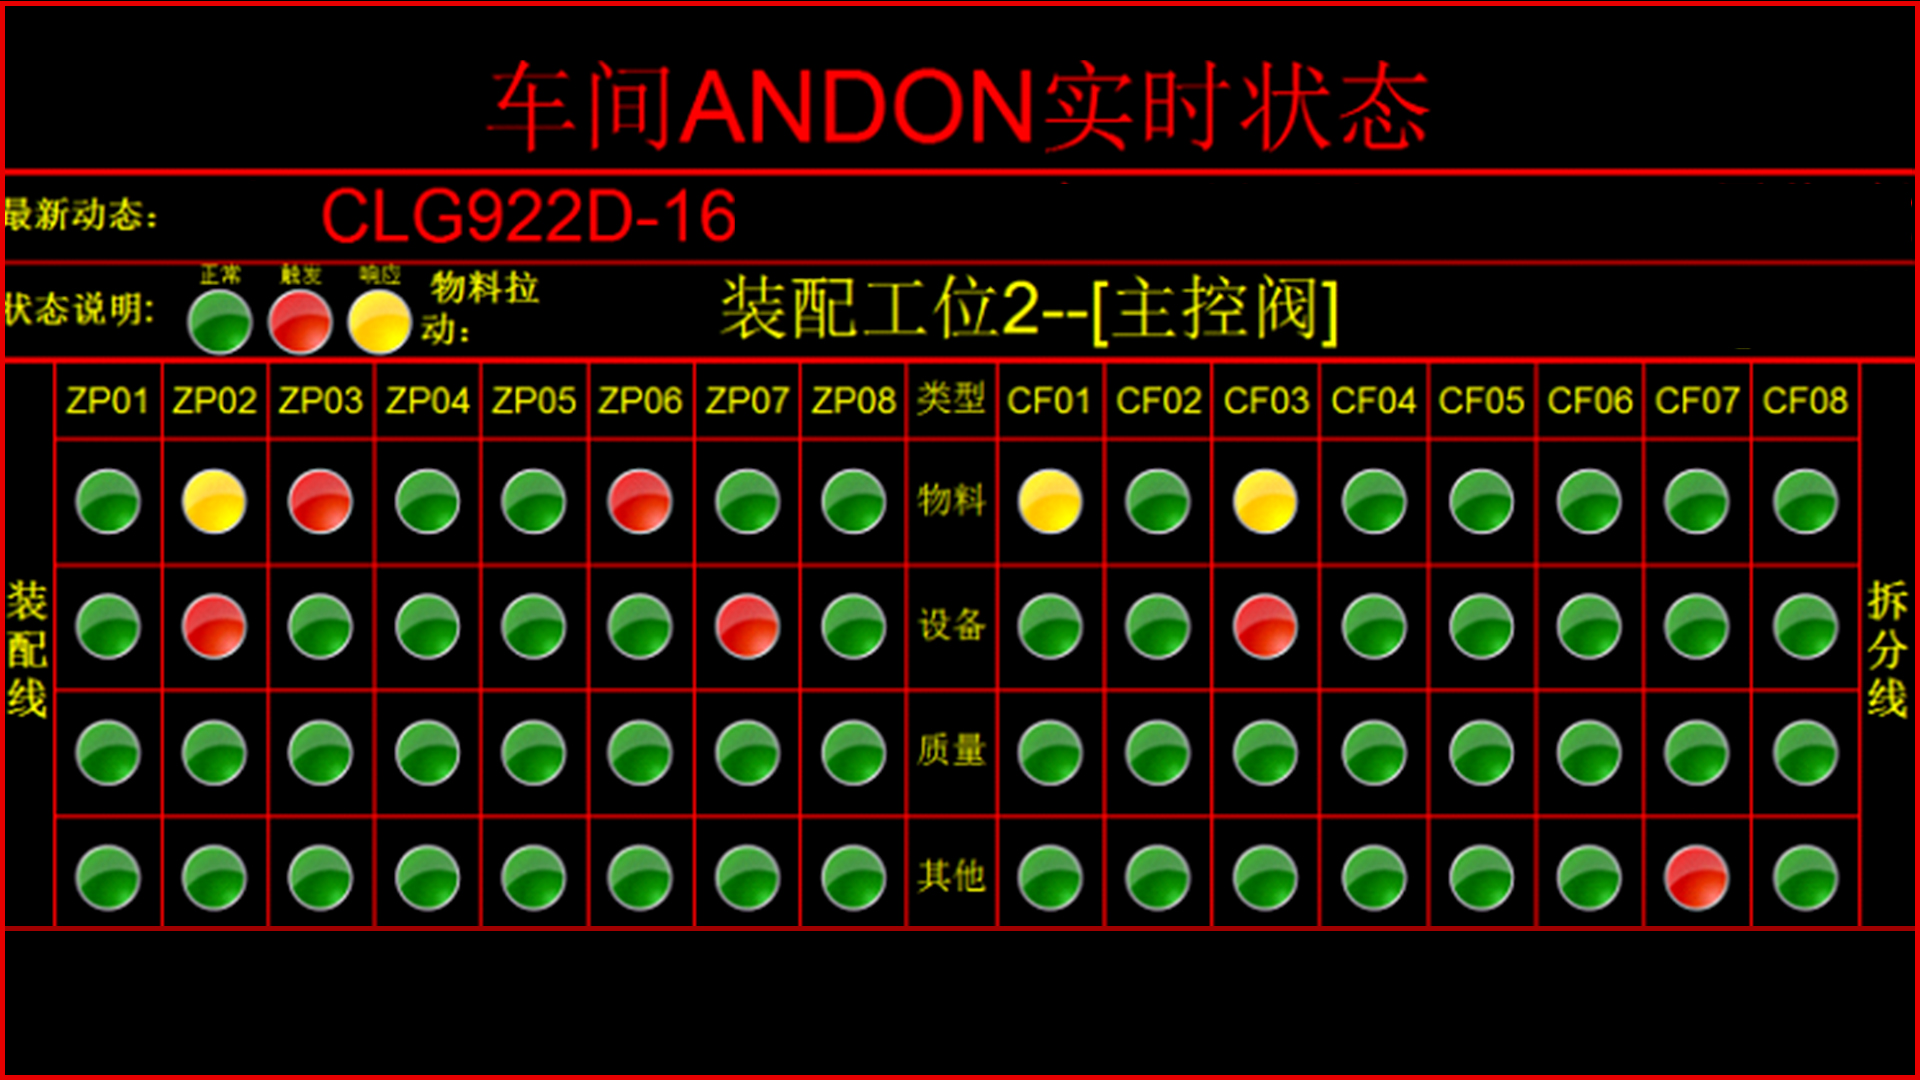 车间ANDON实时状态
最新动态：
CLG922D-16
状态说明:
正常 触发 响应
物料拉
动：
装配工位2--[主控阀]
ZP01 ZP02 ZP03 ZP04 ZP05 ZP06 ZP07 ZP08 类型 CF01 CF02 CF03 CF04 CF05 CF06 CF07 CF08
装配线
物料
设备
质量
其他
拆分线